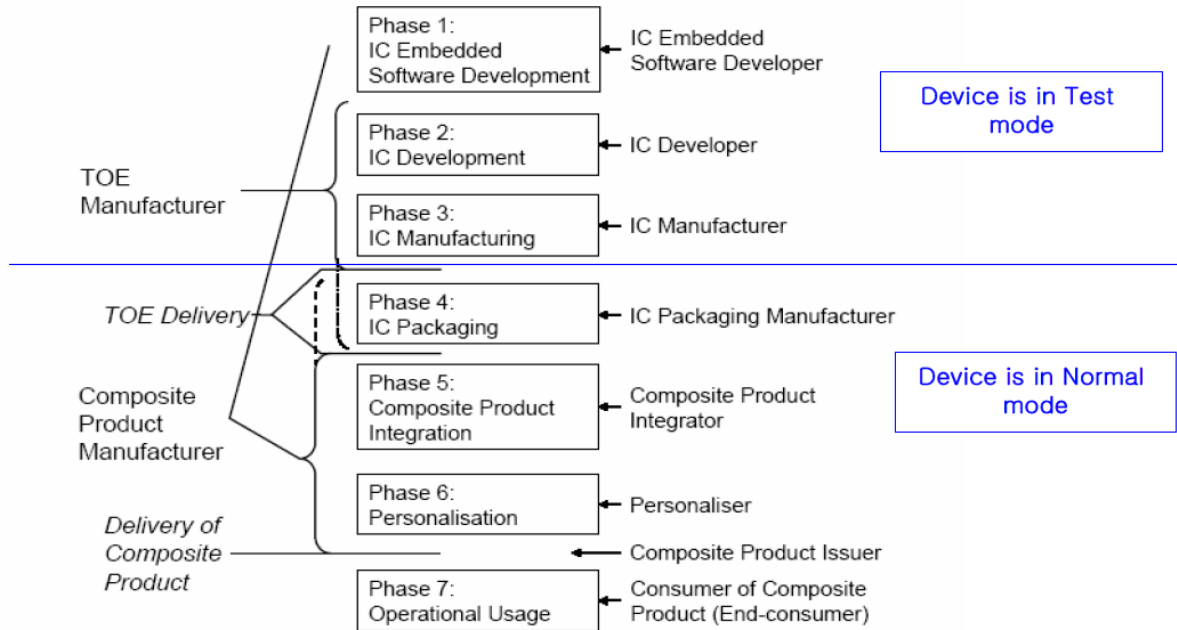 Phase 1:
IC Embedded
Software Development
IC Embedded
Software Developer
Device is in Test
mode
Phase 2:
IC Development
IC Developer
TOE
Manufacturer
Phase 3:
IC Manufacturing
IC Manufacturer
TOE Delivery
Phase 4:
IC Packaging
IC Packaging Manufacturer
Device is in Normal
mode
Composite
Product
Manufacturer
Phase 5:
Composite Product
Integration
Composite Product
Integrator
Phase 6:
Personalisation
Personaliser
Delivery of
Composite
Product
Composite Product Issuer
Phase 7:
Operational Usage
Consumer of Composite
Product (End-consumer)